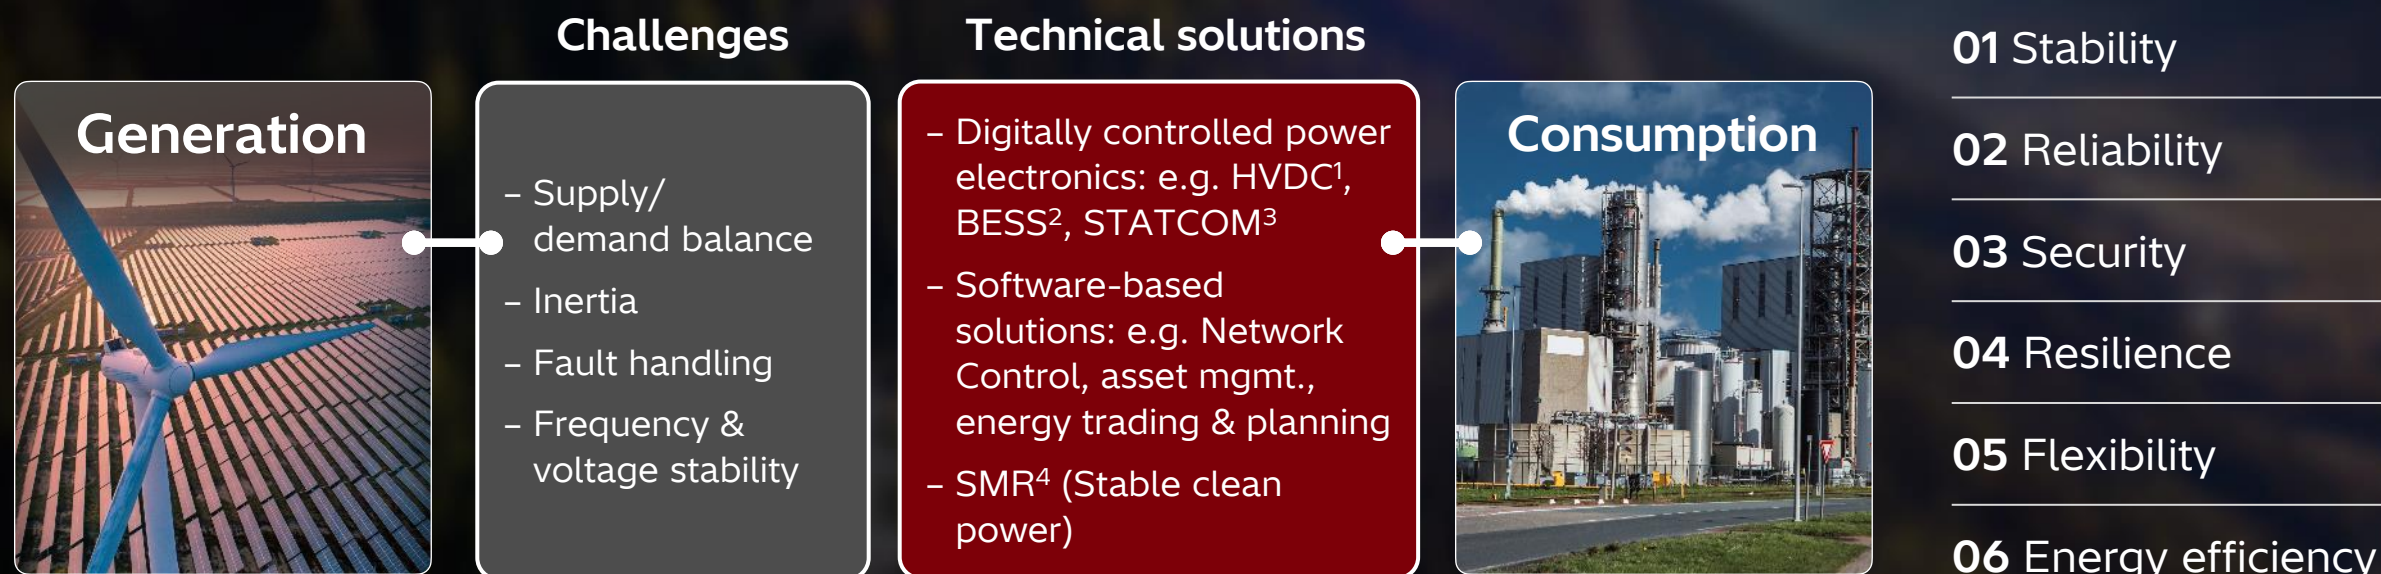 Challenges
Technical solutions
Generation
– Supply/
demand balance
– Inertia
– Fault handling
– Frequency &
voltage stability
– Digitally controlled power
electronics: e.g. HVDC¹,
BESS², STATCOM³
– Software-based
solutions: e.g. Network
Control, asset mgmt.,
energy trading & planning
– SMR⁴ (Stable clean
power)
Consumption
01 Stability
02 Reliability
03 Security
04 Resilience
05 Flexibility
06 Energy efficiency